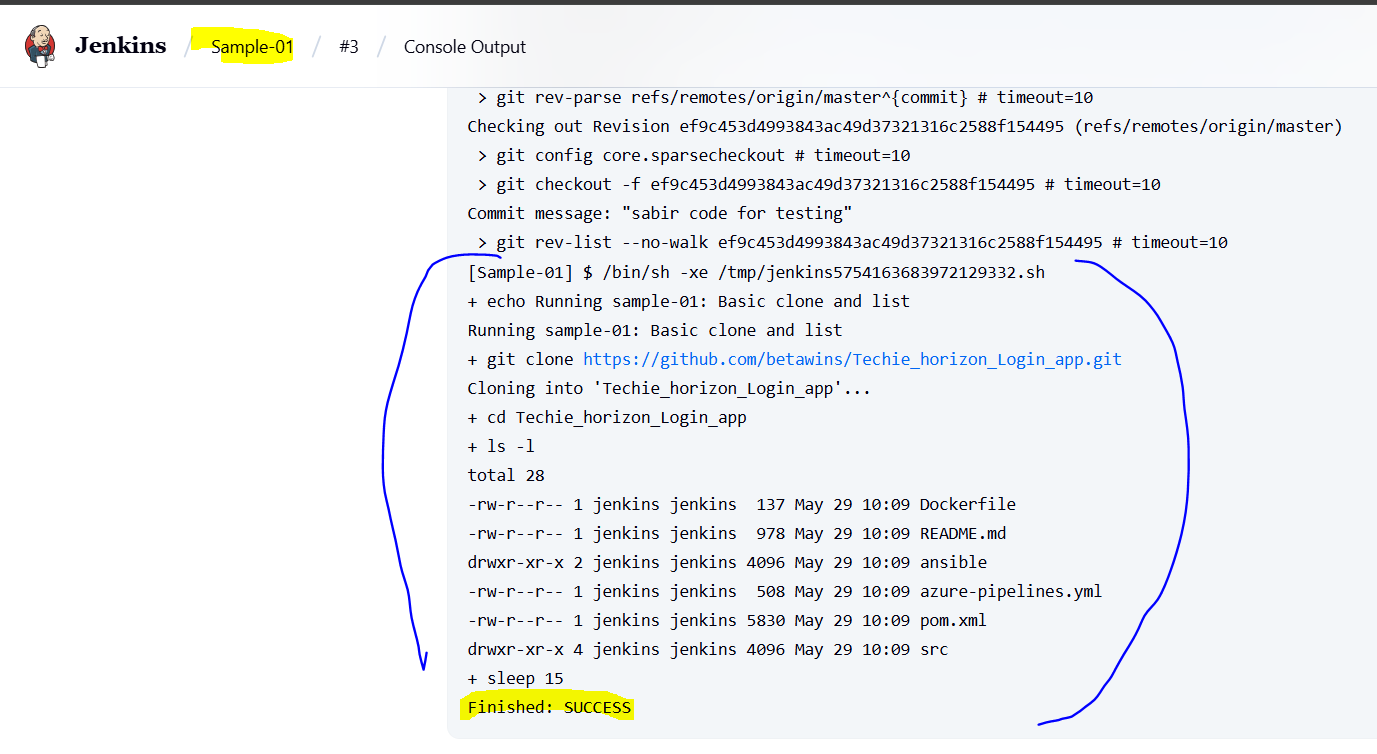 Jenkins / Sample-01 / #3 / Console Output
> git rev-parse refs/remotes/origin/master^{commit} # timeout=10
Checking out Revision ef9c453d4993843ac49d37321316c2588f154495 (refs/remotes/origin/master)
> git config core.sparsecheckout # timeout=10
> git checkout -f ef9c453d4993843ac49d37321316c2588f154495 # timeout=10
Commit message: "sabir code for testing"
> git rev-list --no-walk ef9c453d4993843ac49d37321316c2588f154495 # timeout=10
[Sample-01] $ /bin/sh -xe /tmp/jenkins5754163683972129332.sh
+ echo Running sample-01: Basic clone and list
Running sample-01: Basic clone and list
+ git clone https://github.com/betawins/Techie_horizon_Login_app.git
Cloning into 'Techie_horizon_Login_app'...
+ cd Techie_horizon_Login_app
+ ls -l
total 28
-rw-r--r-- 1 jenkins jenkins  137 May 29 10:09 Dockerfile
-rw-r--r-- 1 jenkins jenkins  978 May 29 10:09 README.md
drwxr-xr-x 2 jenkins jenkins 4096 May 29 10:09 ansible
-rw-r--r-- 1 jenkins jenkins  508 May 29 10:09 azure-pipelines.yml
-rw-r--r-- 1 jenkins jenkins 5830 May 29 10:09 pom.xml
drwxr-xr-x 4 jenkins jenkins 4096 May 29 10:09 src
+ sleep 15
Finished: SUCCESS